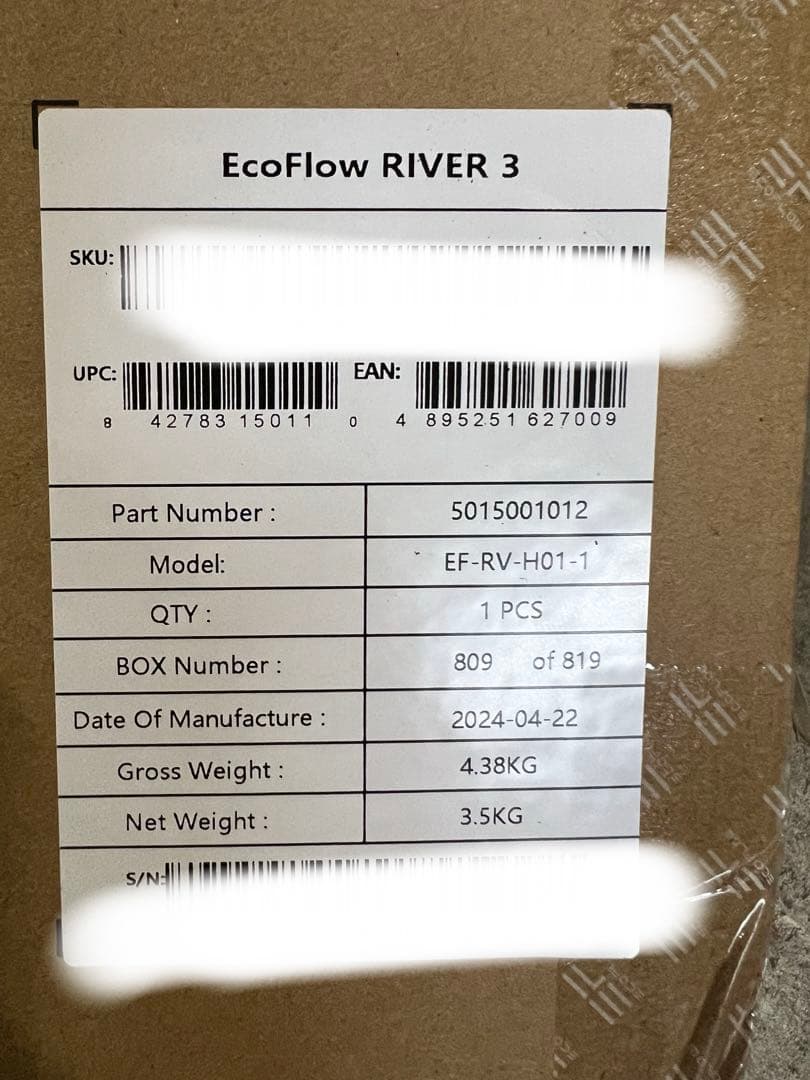 EcoFlow RIVER 3
SKU:
UPC: EAN:
8 42783 15011 0 4 895251 627009
Part Number : 5015001012
Model: EF-RV-H01-1
QTY : 1 PCS
BOX Number : 809 of 819
Date Of Manufacture : 2024-04-22
Gross Weight : 4.38KG
Net Weight : 3.5KG
S/N: